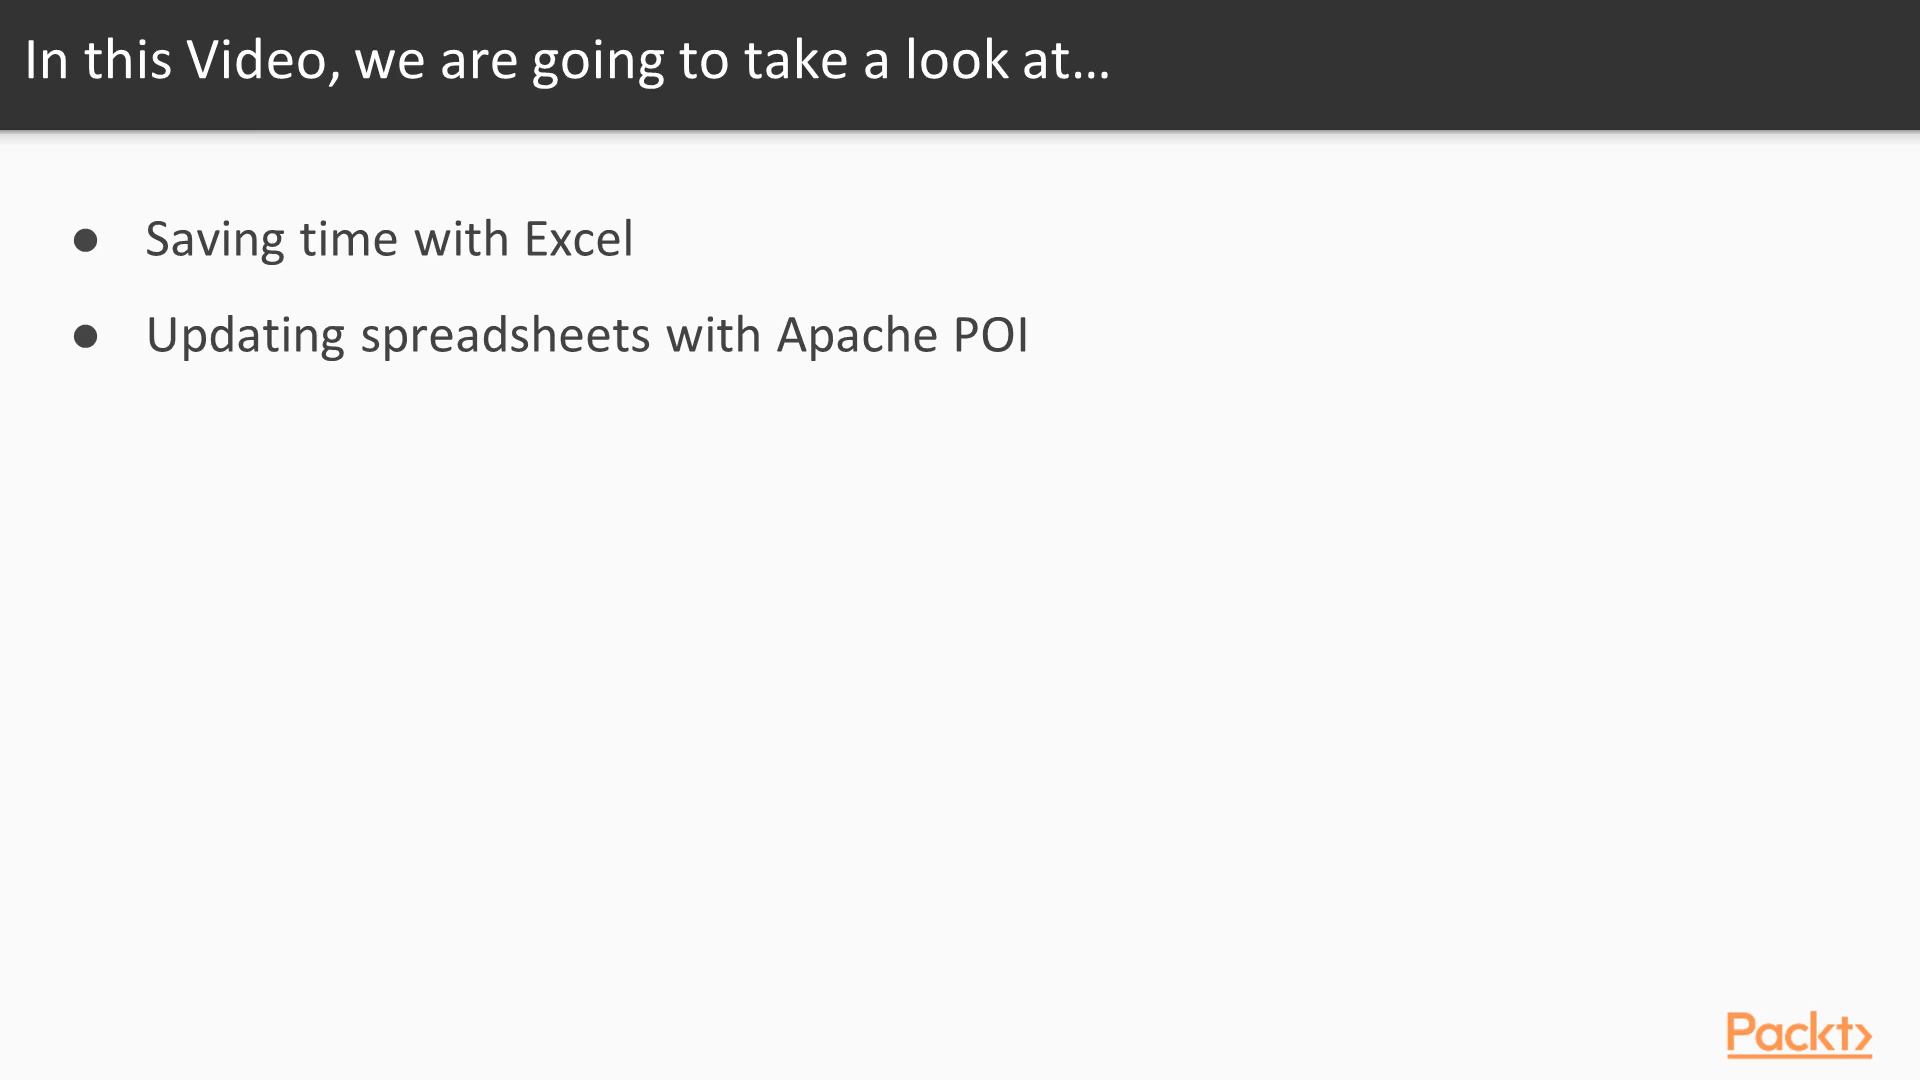 In this Video, we are going to take a look at...
● Saving time with Excel
● Updating spreadsheets with Apache POI
Packt>